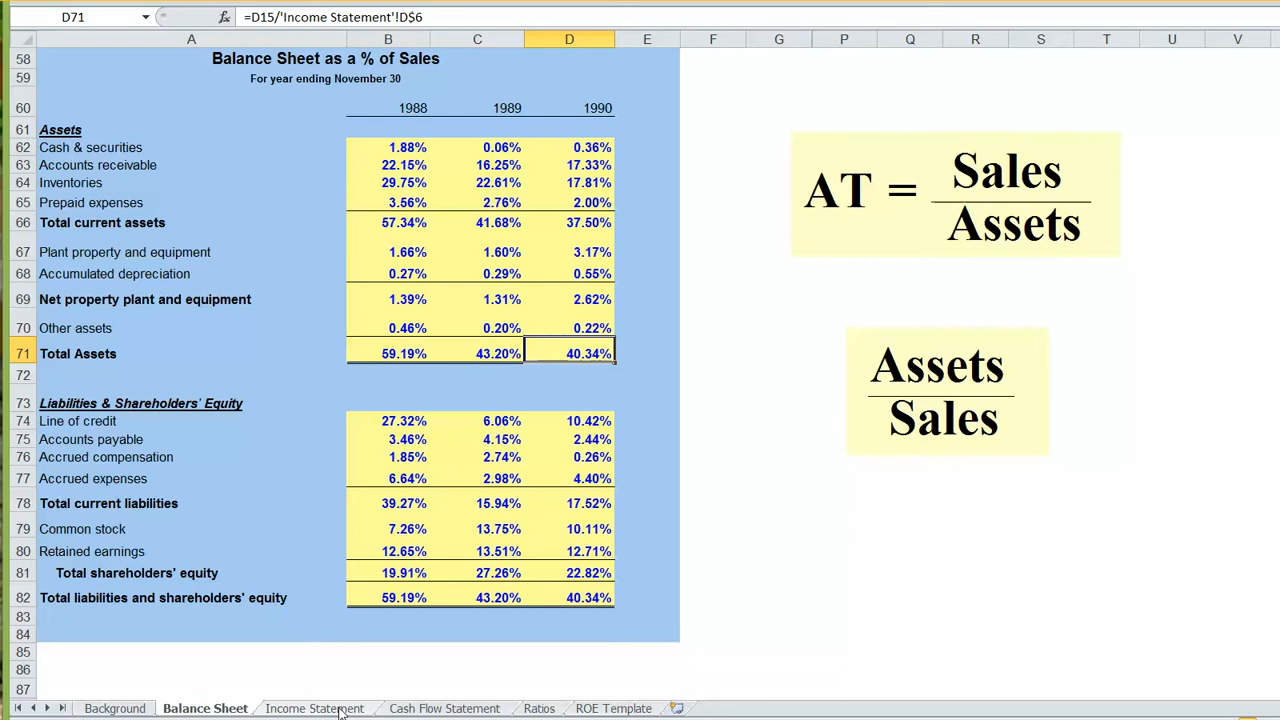 D71 fx =D15/'Income Statement'!D$6
A B C D E F G P Q R S T U V
58 Balance Sheet as a % of Sales
59 For year ending November 30
60 1988 1989 1990
61 Assets
62 Cash & securities 1.88% 0.06% 0.36%
63 Accounts receivable 22.15% 16.25% 17.33%
64 Inventories 29.75% 22.61% 17.81%
65 Prepaid expenses 3.56% 2.76% 2.00%
66 Total current assets 57.34% 41.68% 37.50%
67 Plant property and equipment 1.66% 1.60% 3.17%
68 Accumulated depreciation 0.27% 0.29% 0.55%
69 Net property plant and equipment 1.39% 1.31% 2.62%
70 Other assets 0.46% 0.20% 0.22%
71 Total Assets 59.19% 43.20% 40.34%
72
73 Liabilities & Shareholders' Equity
74 Line of credit 27.32% 6.06% 10.42%
75 Accounts payable 3.46% 4.15% 2.44%
76 Accrued compensation 1.85% 2.74% 0.26%
77 Accrued expenses 6.64% 2.98% 4.40%
78 Total current liabilities 39.27% 15.94% 17.52%
79 Common stock 7.26% 13.75% 10.11%
80 Retained earnings 12.65% 13.51% 12.71%
81 Total shareholders' equity 19.91% 27.26% 22.82%
82 Total liabilities and shareholders' equity 59.19% 43.20% 40.34%
83
84
85
86
87
Sales
AT =
Assets
Assets
Sales
Background Balance Sheet Income Statement Cash Flow Statement Ratios ROE Template